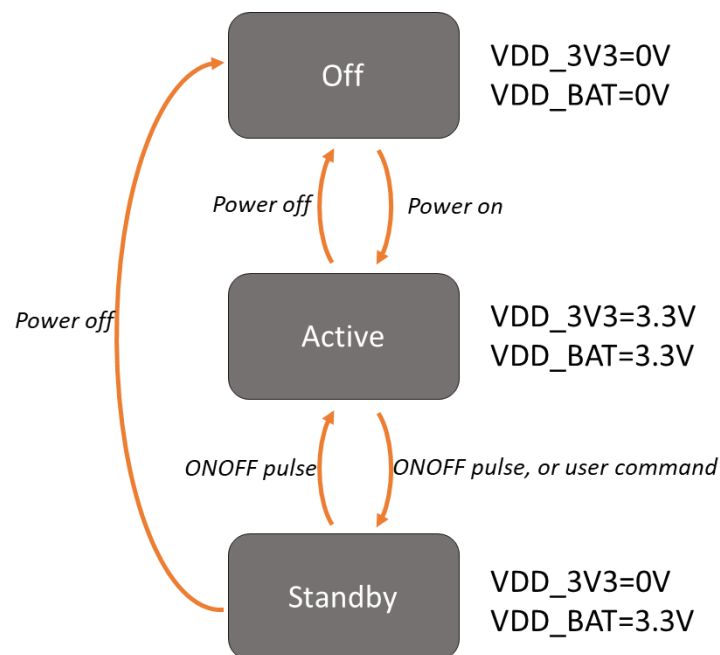 Off
VDD_3V3=0V
VDD_BAT=0V
Power off
Power on
Power off
Active
VDD_3V3=3.3V
VDD_BAT=3.3V
ONOFF pulse
ONOFF pulse, or user command
Standby
VDD_3V3=0V
VDD_BAT=3.3V